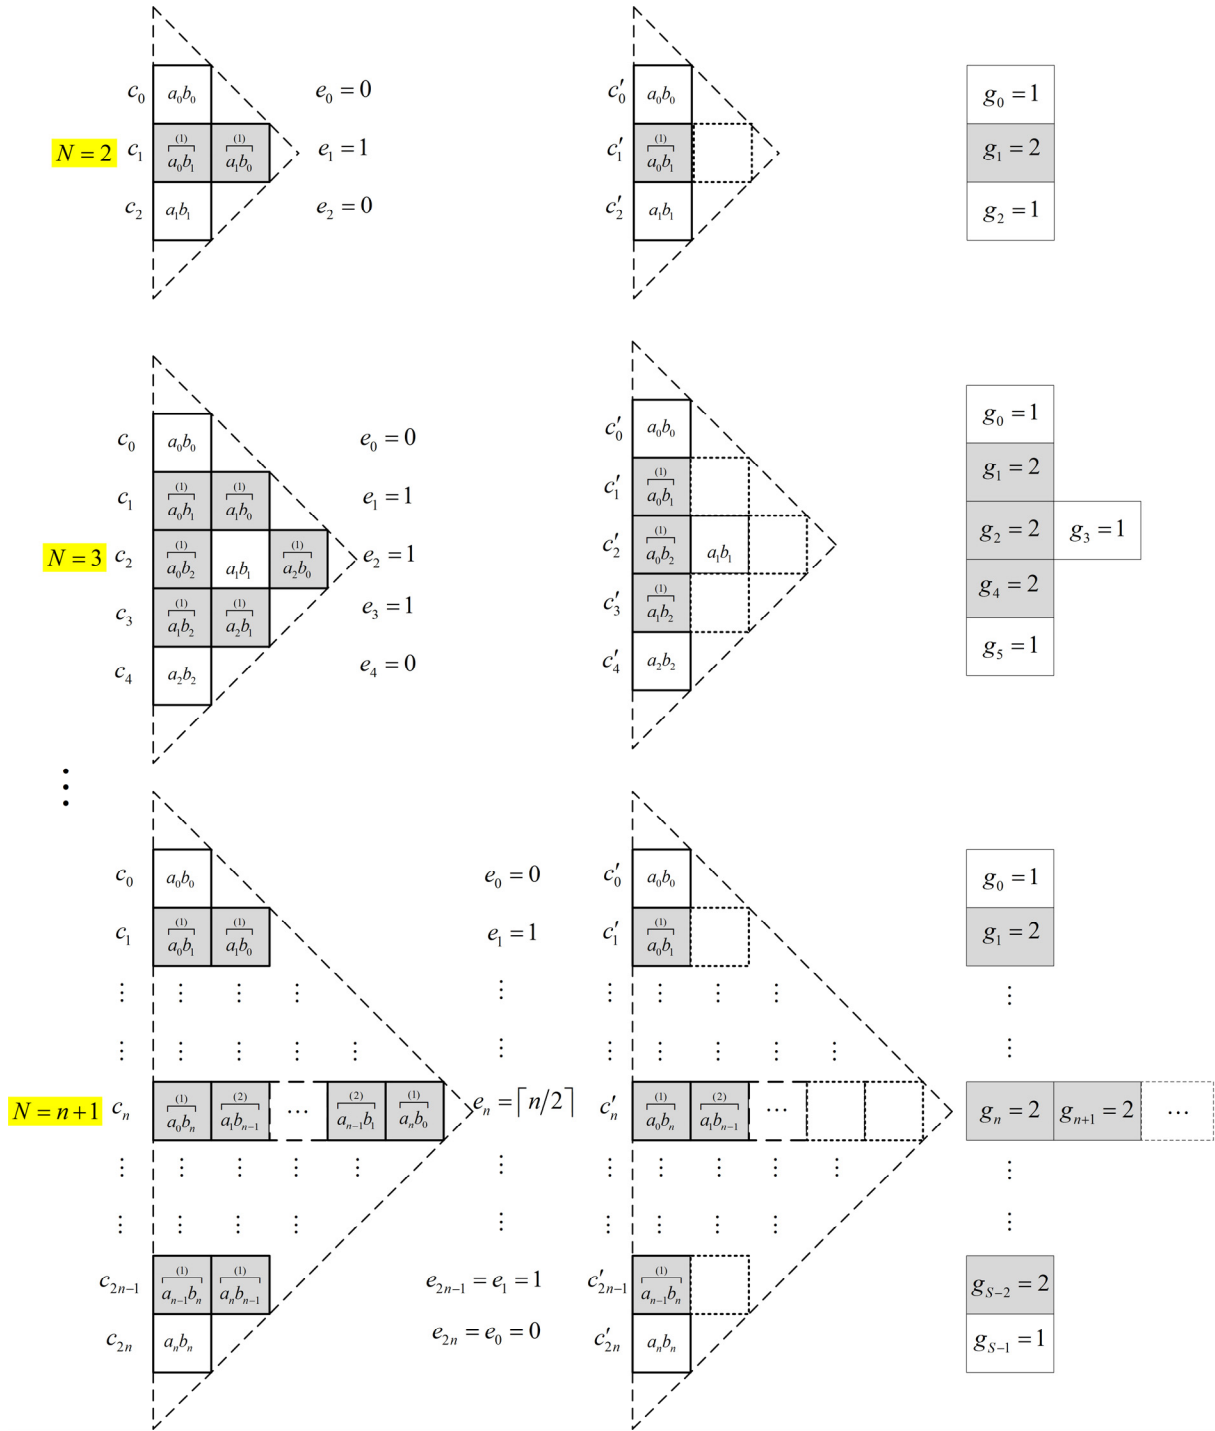 c₀ a₀b₀ e₀ = 0 c′₀ a₀b₀ g₀ = 1
N = 2 c₁ (1) a₀b₁ (1) a₁b₀ e₁ = 1 c′₁ (1) a₀b₁ g₁ = 2
c₂ a₁b₁ e₂ = 0 c′₂ a₁b₁ g₂ = 1
c₀ a₀b₀ e₀ = 0 c′₀ a₀b₀ g₀ = 1
c₁ (1) a₀b₁ (1) a₁b₀ e₁ = 1 c′₁ (1) a₀b₁ g₁ = 2
N = 3 c₂ (1) a₀b₂ a₁b₁ (1) a₂b₀ e₂ = 1 c′₂ (1) a₀b₂ a₁b₁ g₂ = 2 g₃ = 1
c₃ (1) a₁b₂ (1) a₂b₁ e₃ = 1 c′₃ (1) a₁b₂ g₄ = 2
c₄ a₂b₂ e₄ = 0 c′₄ a₂b₂ g₅ = 1
⋮
c₀ a₀b₀ e₀ = 0 c′₀ a₀b₀ g₀ = 1
c₁ (1) a₀b₁ (1) a₁b₀ e₁ = 1 c′₁ (1) a₀b₁ g₁ = 2
⋮ ⋮ ⋮ ⋮ ⋮ ⋮ ⋮ ⋮ ⋮ ⋮
⋮ ⋮ ⋮ ⋮ ⋮ ⋮ ⋮ ⋮ ⋮ ⋮ ⋮
N = n+1 cₙ (1) a₀bₙ (2) a₁bₙ₋₁ ⋯ (2) aₙ₋₁b₁ (1) aₙb₀ eₙ = ⌈n/2⌉ c′ₙ (1) a₀bₙ (2) a₁bₙ₋₁ ⋯ gₙ = 2 gₙ₊₁ = 2 ⋯
⋮ ⋮ ⋮ ⋮ ⋮ ⋮ ⋮ ⋮ ⋮ ⋮ ⋮ ⋮
⋮ ⋮ ⋮ ⋮ ⋮ ⋮ ⋮ ⋮ ⋮ ⋮
c₂ₙ₋₁ (1) aₙ₋₁bₙ (1) aₙbₙ₋₁ e₂ₙ₋₁ = e₁ = 1 c′₂ₙ₋₁ (1) aₙ₋₁bₙ g_{S−2} = 2
c₂ₙ aₙbₙ e₂ₙ = e₀ = 0 c′₂ₙ aₙbₙ g_{S−1} = 1